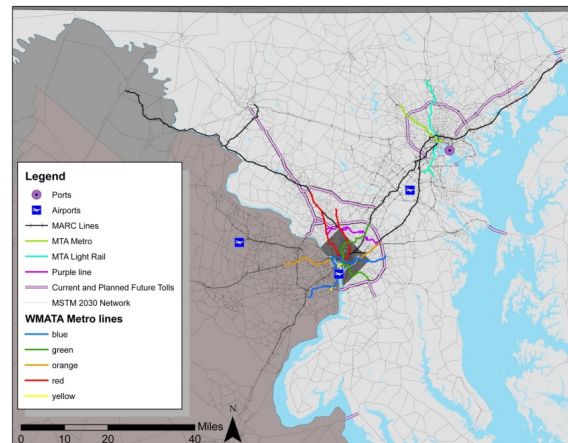 Legend
Ports
Airports
MARC Lines
MTA Metro
MTA Light Rail
Purple line
Current and Planned Future Tolls
MSTM 2030 Network
WMATA Metro lines
blue
green
orange
red
yellow
N
Miles
0 10 20 40